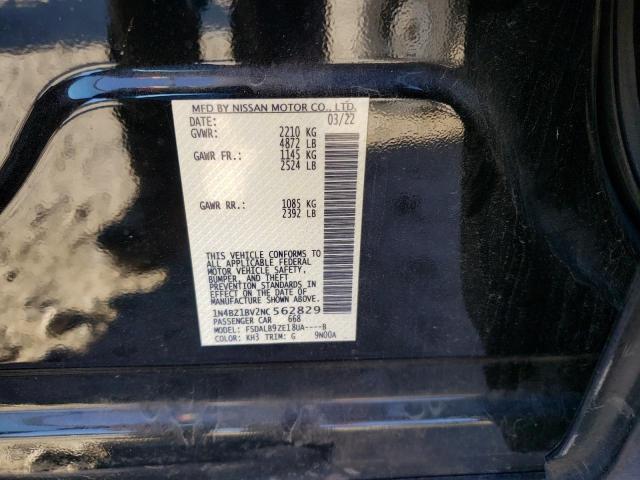 MFD BY NISSAN MOTOR CO., LTD.
DATE: 03/22
GVWR: 2210 KG
4872 LB
GAWR FR.: 1145 KG
2524 LB
GAWR RR.: 1085 KG
2392 LB
THIS VEHICLE CONFORMS TO
ALL APPLICABLE FEDERAL
MOTOR VEHICLE SAFETY,
BUMPER, AND THEFT
PREVENTION STANDARDS IN
EFFECT ON THE DATE OF
MANUFACTURE SHOWN ABOVE.
1N4BZ1BV2NC562829
PASSENGER CAR 668
MODEL: FSDALB9ZE18UA----B
COLOR: KH3 TRIM: G 9N00A